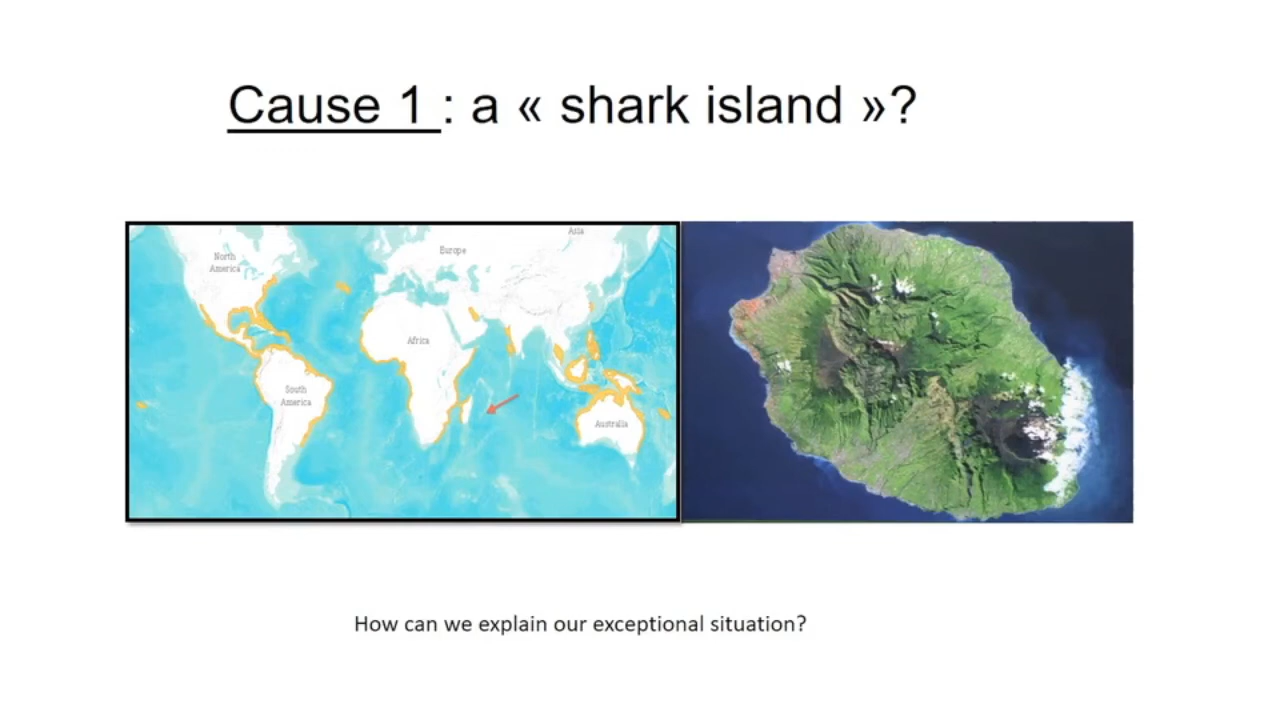 Cause 1 : a « shark island »?
Asia
Europe
North
America
Africa
South
America
Australia
How can we explain our exceptional situation?